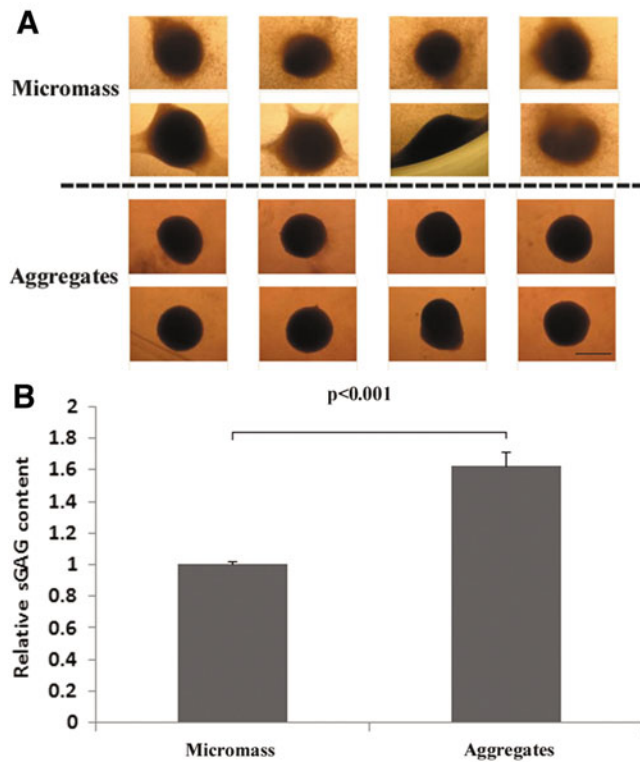 A
Micromass
Aggregates
B
p<0.001
Relative sGAG content
2
1.8
1.6
1.4
1.2
1
0.8
0.6
0.4
0.2
0
Micromass
Aggregates